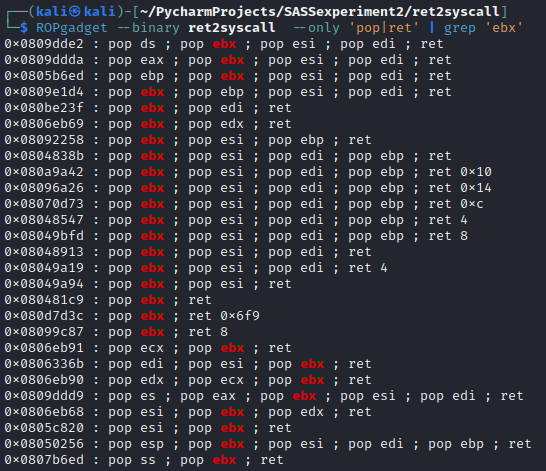 ┌──(kali㉿kali)-[~/PycharmProjects/SASSexperiment2/ret2syscall]
└─$ ROPgadget --binary ret2syscall  --only 'pop|ret' | grep 'ebx'
0×0809dde2 : pop ds ; pop ebx ; pop esi ; pop edi ; ret
0×0809ddda : pop eax ; pop ebx ; pop esi ; pop edi ; ret
0×0805b6ed : pop ebp ; pop ebx ; pop esi ; pop edi ; ret
0×0809e1d4 : pop ebx ; pop ebp ; pop esi ; pop edi ; ret
0×080be23f : pop ebx ; pop edi ; ret
0×0806eb69 : pop ebx ; pop edx ; ret
0×08092258 : pop ebx ; pop esi ; pop ebp ; ret
0×0804838b : pop ebx ; pop esi ; pop edi ; pop ebp ; ret
0×080a9a42 : pop ebx ; pop esi ; pop edi ; pop ebp ; ret 0×10
0×08096a26 : pop ebx ; pop esi ; pop edi ; pop ebp ; ret 0×14
0×08070d73 : pop ebx ; pop esi ; pop edi ; pop ebp ; ret 0×c
0×08048547 : pop ebx ; pop esi ; pop edi ; pop ebp ; ret 4
0×08049bfd : pop ebx ; pop esi ; pop edi ; pop ebp ; ret 8
0×08048913 : pop ebx ; pop esi ; pop edi ; ret
0×08049a19 : pop ebx ; pop esi ; pop edi ; ret 4
0×08049a94 : pop ebx ; pop esi ; ret
0×080481c9 : pop ebx ; ret
0×080d7d3c : pop ebx ; ret 0×6f9
0×08099c87 : pop ebx ; ret 8
0×0806eb91 : pop ecx ; pop ebx ; ret
0×0806336b : pop edi ; pop esi ; pop ebx ; ret
0×0806eb90 : pop edx ; pop ecx ; pop ebx ; ret
0×0809ddd9 : pop es ; pop eax ; pop ebx ; pop esi ; pop edi ; ret
0×0806eb68 : pop esi ; pop ebx ; pop edx ; ret
0×0805c820 : pop esi ; pop ebx ; ret
0×08050256 : pop esp ; pop ebx ; pop esi ; pop edi ; pop ebp ; ret
0×0807b6ed : pop ss ; pop ebx ; ret